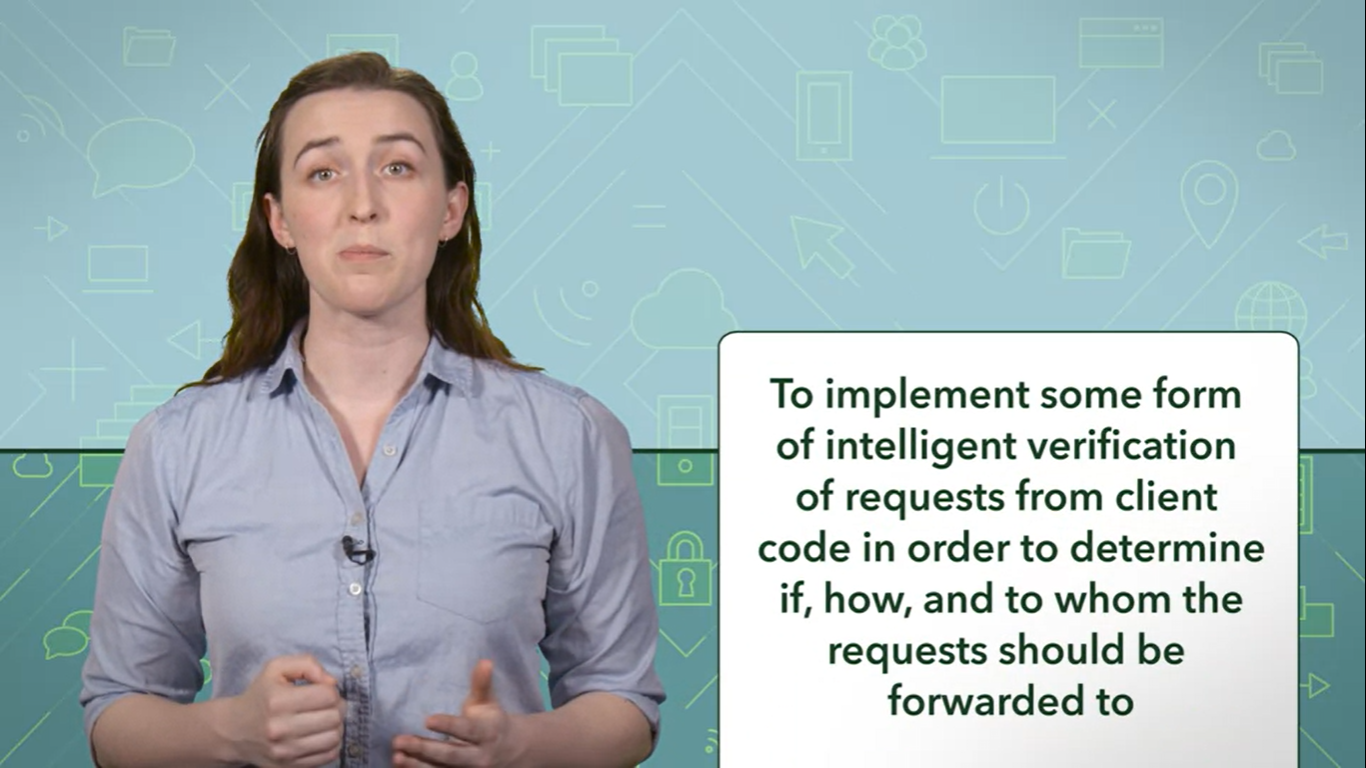 To implement some form
of intelligent verification
of requests from client
code in order to determine
if, how, and to whom the
requests should be
forwarded to